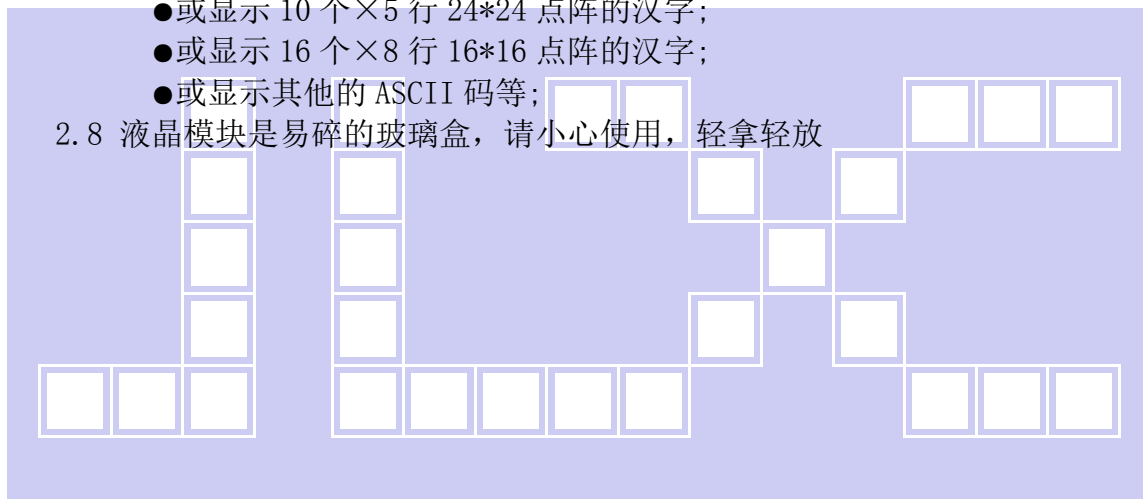 ●或显示 10 个×5 行 24*24 点阵的汉字;
●或显示 16 个×8 行 16*16 点阵的汉字;
●或显示其他的 ASCII 码等;
2.8 液晶模块是易碎的玻璃盒，请小心使用，轻拿轻放
JLX